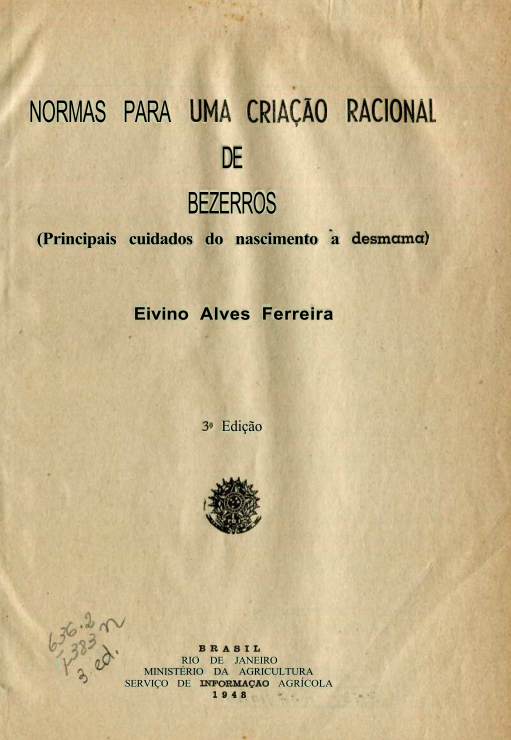 NORMAS PARA UMA CRIAÇÃO RACIONAL
DE
BEZERROS
(Principais cuidados do nascimento à desmama)
Eivino Alves Ferreira
3ª Edição
636.2
F383n
3 ed.
BRASIL
RIO DE JANEIRO
MINISTÉRIO DA AGRICULTURA
SERVIÇO DE INFORMAÇÃO AGRÍCOLA
1948